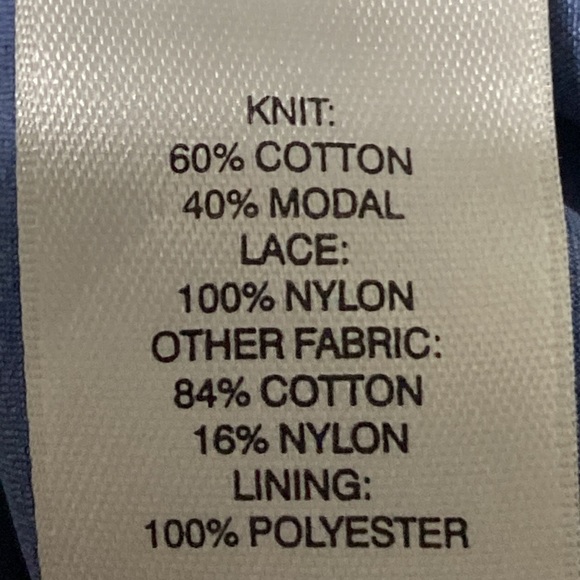 KNIT:
60% COTTON
40% MODAL
LACE:
100% NYLON
OTHER FABRIC:
84% COTTON
16% NYLON
LINING:
100% POLYESTER